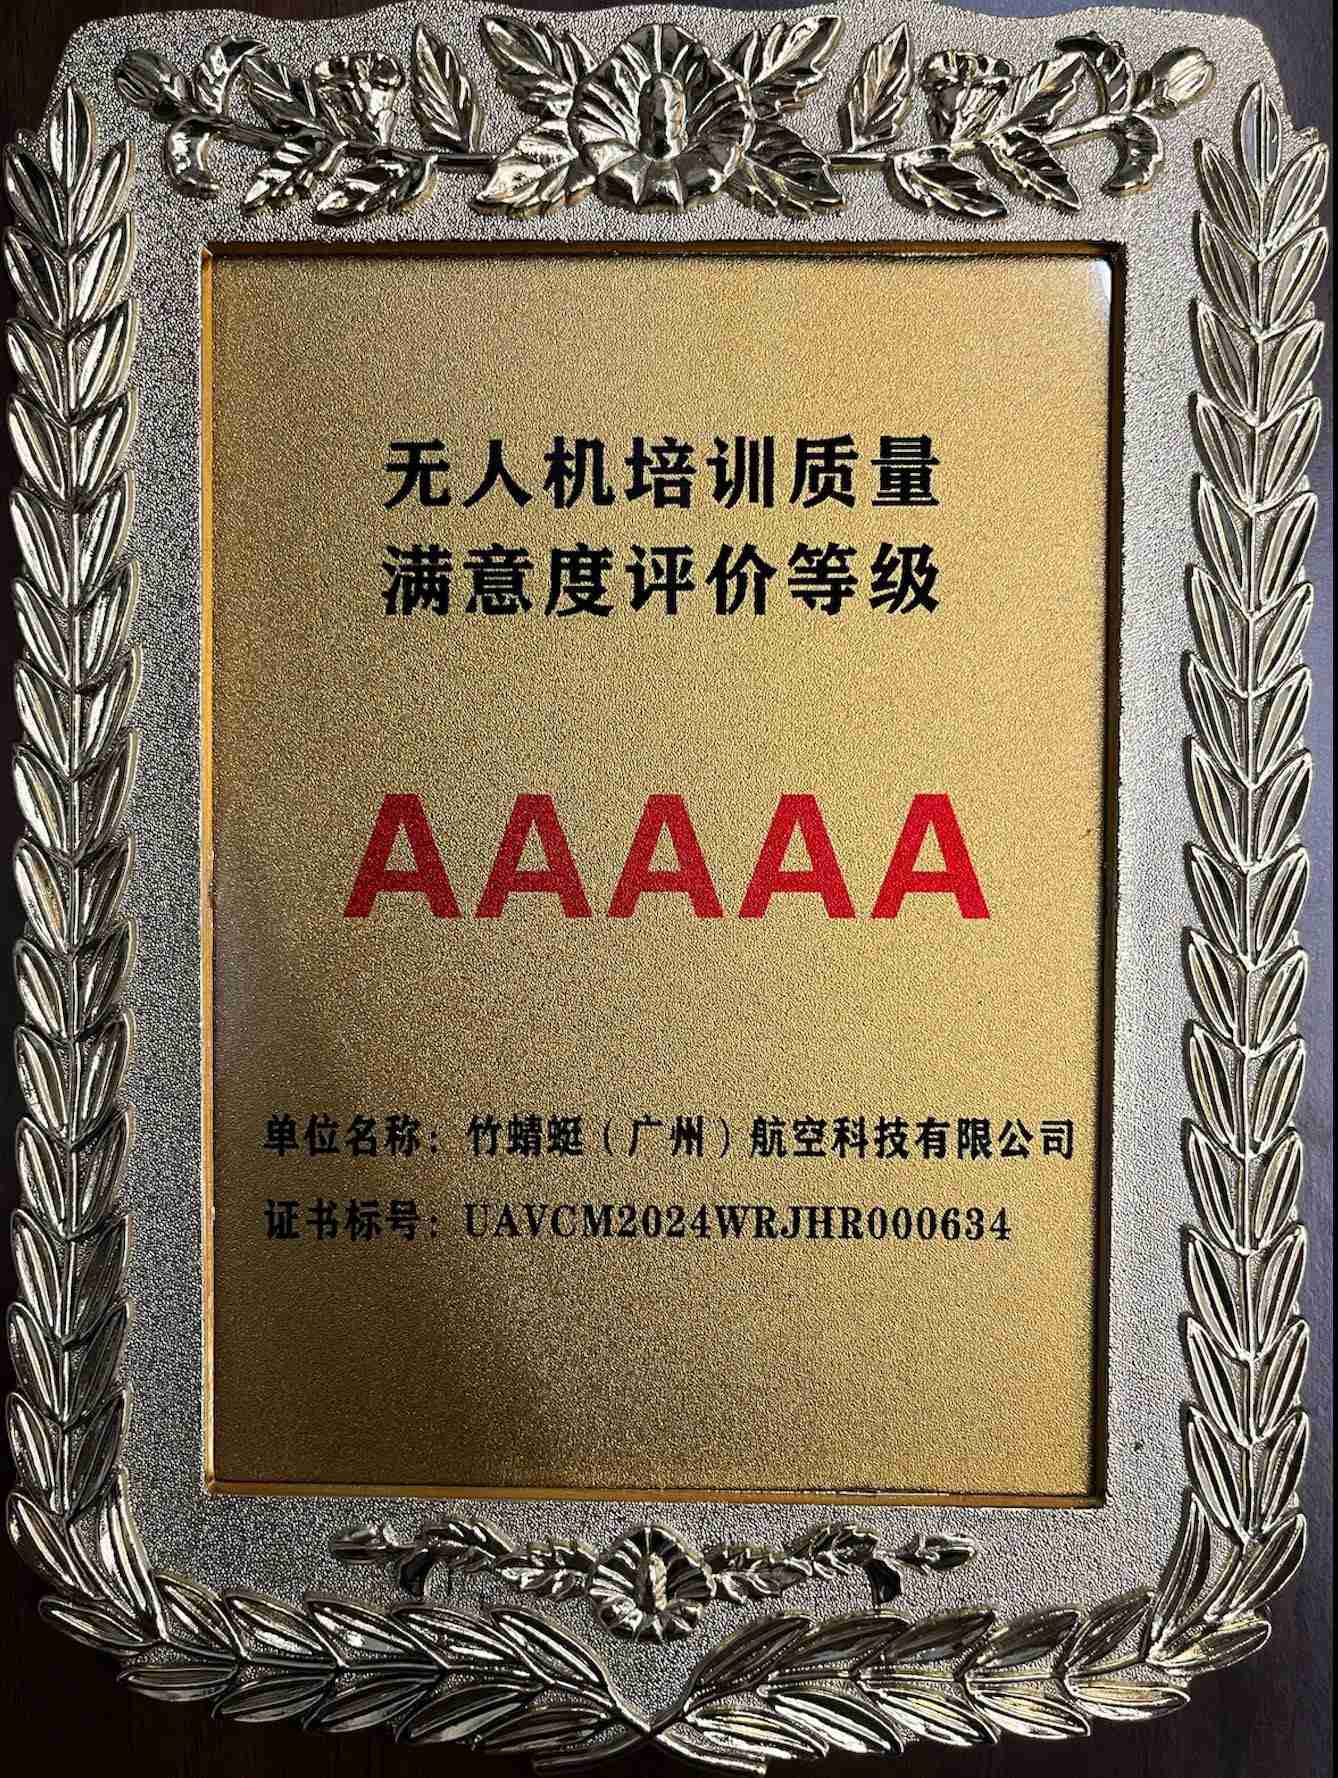 无人机培训质量
满意度评价等级
AAAAA
单位名称：竹蜻蜓（广州）航空科技有限公司
证书标号：UAVCM2024WRJHR000634